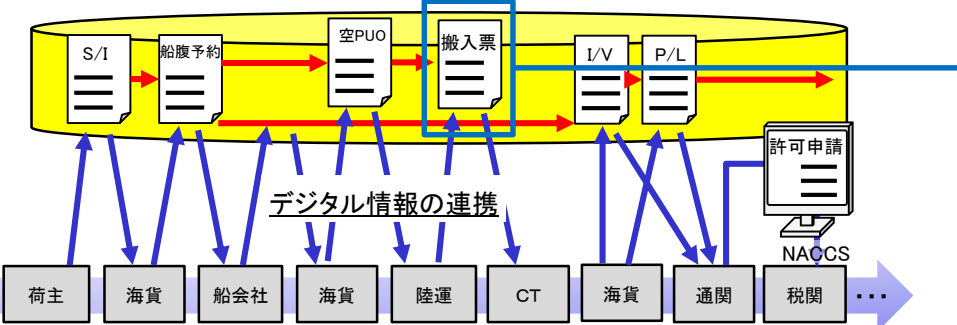 S/I
船腹予約
空PUO
搬入票
I/V
P/L
許可申請
デジタル情報の連携
NACCS
荷主
海貨
船会社
海貨
陸運
CT
海貨
通関
税関
･･･